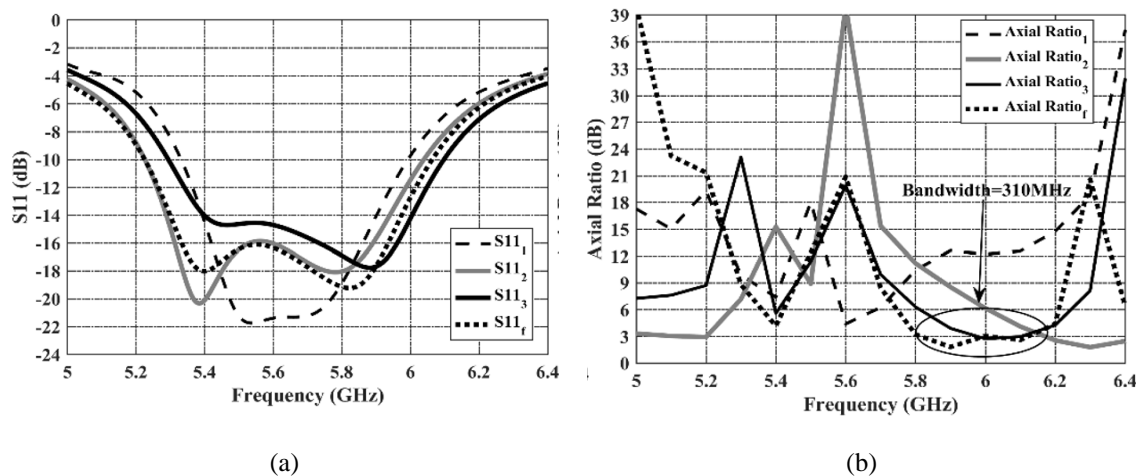 0
-2
-4
-6
-8
-10
-12
-14
-16
-18
-20
-22
-24
S11 (dB)
S11₁
S11₂
S11₃
S11f
5 5.2 5.4 5.6 5.8 6 6.2 6.4
Frequency (GHz)
(a)
39
36
33
30
27
24
21
18
15
12
9
6
3
0
Axial Ratio (dB)
Axial Ratio₁
Axial Ratio₂
Axial Ratio₃
Axial Ratiof
Bandwidth=310MHz
5 5.2 5.4 5.6 5.8 6 6.2 6.4
Frequency (GHz)
(b)